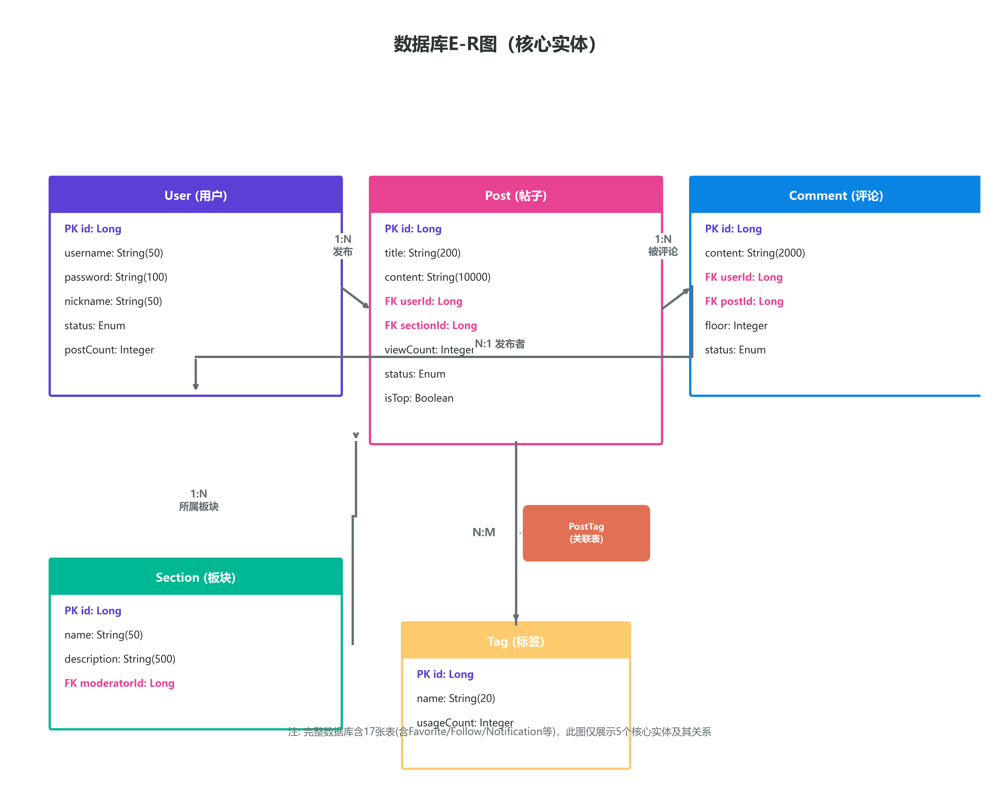 数据库E-R图（核心实体）
User (用户)
PK id: Long
username: String(50)
password: String(100)
nickname: String(50)
status: Enum
postCount: Integer
1:N
发布
Post (帖子)
PK id: Long
title: String(200)
content: String(10000)
FK userId: Long
FK sectionId: Long
viewCount: Integer
status: Enum
isTop: Boolean
N:1 发布者
1:N
被评论
Comment (评论)
PK id: Long
content: String(2000)
FK userId: Long
FK postId: Long
floor: Integer
status: Enum
1:N
所属板块
N:M
PostTag
(关联表)
Section (板块)
PK id: Long
name: String(50)
description: String(500)
FK moderatorId: Long
Tag (标签)
PK id: Long
name: String(20)
usageCount: Integer
注: 完整数据库含17张表(含Favorite/Follow/Notification等)，此图仅展示5个核心实体及其关系